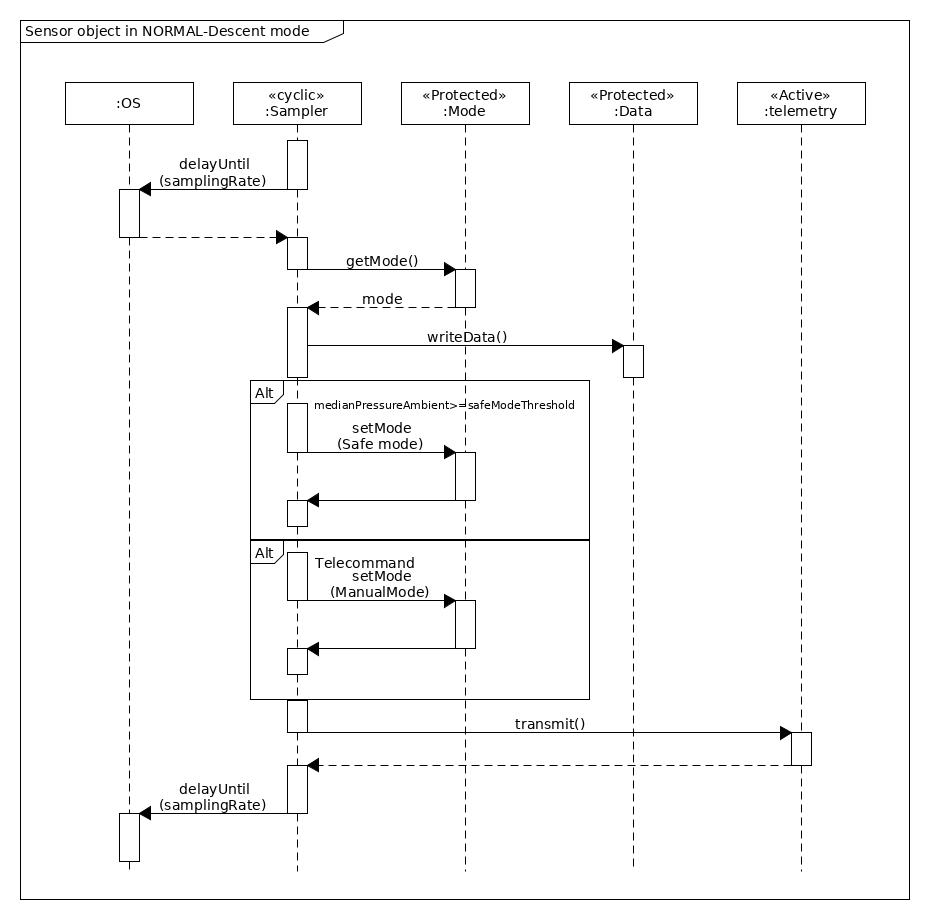 Sensor object in NORMAL-Descent mode
:OS
«cyclic»
:Sampler
«Protected»
:Mode
«Protected»
:Data
«Active»
:telemetry
delayUntil
(samplingRate)
getMode()
mode
writeData()
Alt
medianPressureAmbient>=safeModeThreshold
setMode
(Safe mode)
Alt
Telecommand
setMode
(ManualMode)
transmit()
delayUntil
(samplingRate)